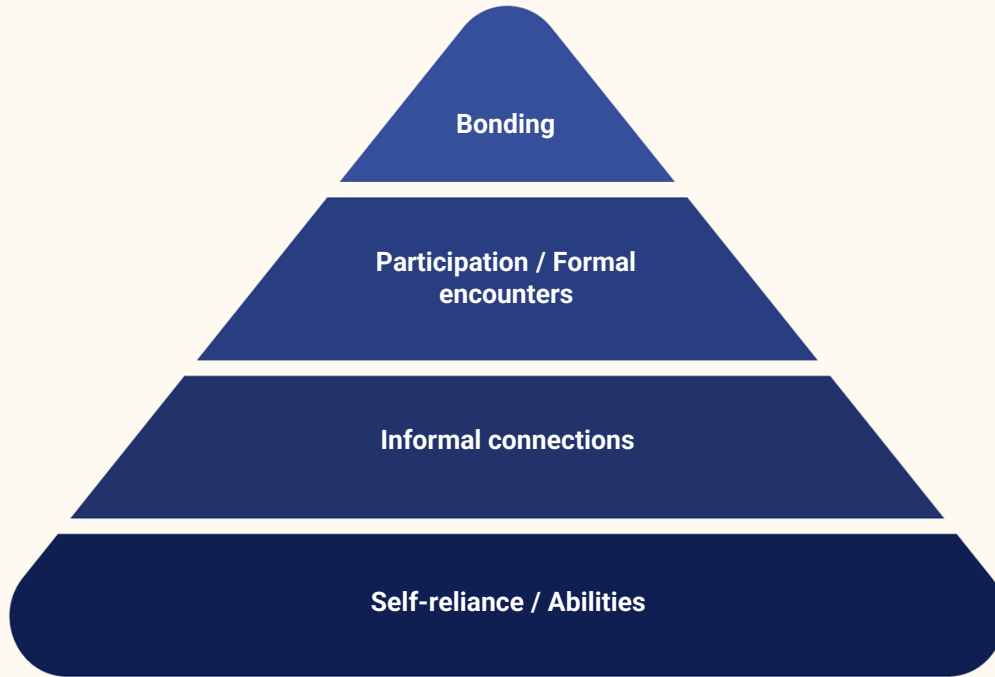 Bonding
Participation / Formal
encounters
Informal connections
Self-reliance / Abilities